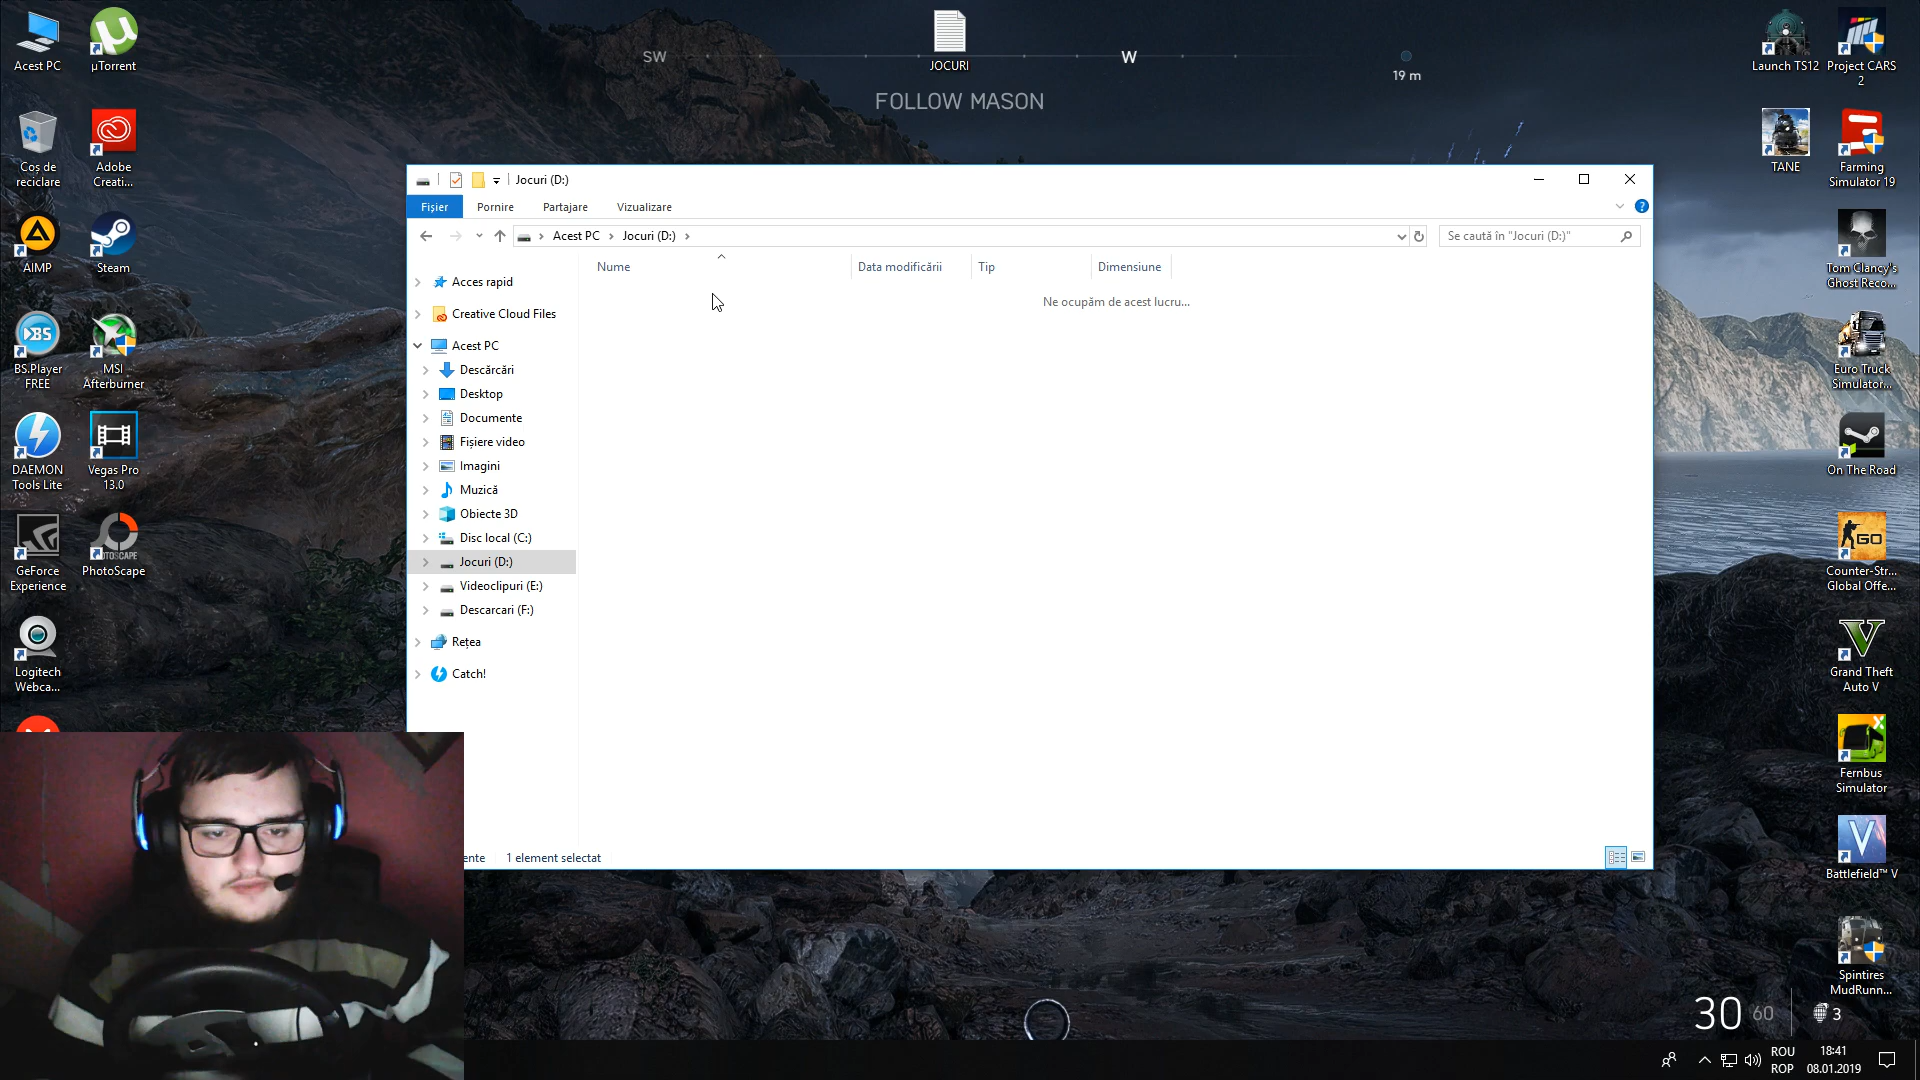 Acest PC
µTorrent
Coș de
reciclare
Adobe
Creati...
AIMP
Steam
BS.Player
FREE
MSI
Afterburner
DAEMON
Tools Lite
Vegas Pro
13.0
GeForce
Experience
PhotoScape
Logitech
Webca...
SW
JOCURI
W
19 m
FOLLOW MASON
Jocuri (D:)
Fișier
Pornire
Partajare
Vizualizare
Acest PC
Jocuri (D:)
Se caută în "Jocuri (D:)"
Nume
Data modificării
Tip
Dimensiune
Ne ocupăm de acest lucru...
Acces rapid
Creative Cloud Files
Acest PC
Descărcări
Desktop
Documente
Fișiere video
Imagini
Muzică
Obiecte 3D
Disc local (C:)
Jocuri (D:)
Videoclipuri (E:)
Descarcari (F:)
Rețea
Catch!
ente
1 element selectat
Launch TS12
Project CARS
2
TANE
Farming
Simulator 19
Tom Clancy's
Ghost Reco...
Euro Truck
Simulator...
On The Road
GO
Counter-Str...
Global Offe...
Grand Theft
Auto V
Fernbus
Simulator
Battlefield™ V
Spintires
MudRunn...
30 60
3
ROU
ROP
18:41
08.01.2019